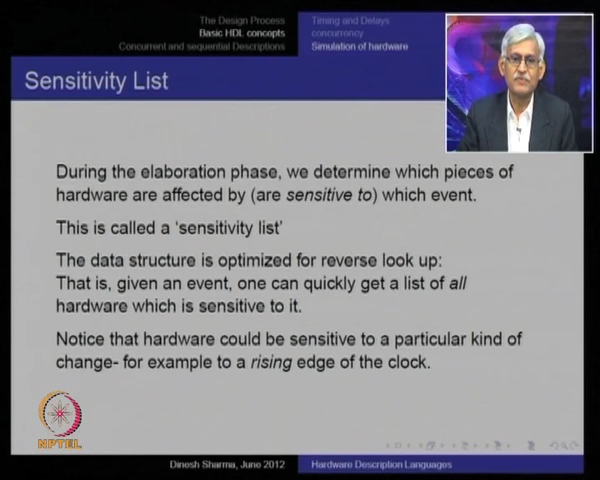 The Design Process
Basic HDL concepts
Concurrent and sequential Descriptions
Timing and Delays
concurrency
Simulation of hardware
Sensitivity List
During the elaboration phase, we determine which pieces of
hardware are affected by (are sensitive to) which event.
This is called a 'sensitivity list'
The data structure is optimized for reverse look up:
That is, given an event, one can quickly get a list of all
hardware which is sensitive to it.
Notice that hardware could be sensitive to a particular kind of
change- for example to a rising edge of the clock.
NPTEL
Dinesh Sharma, June 2012
Hardware Description Languages